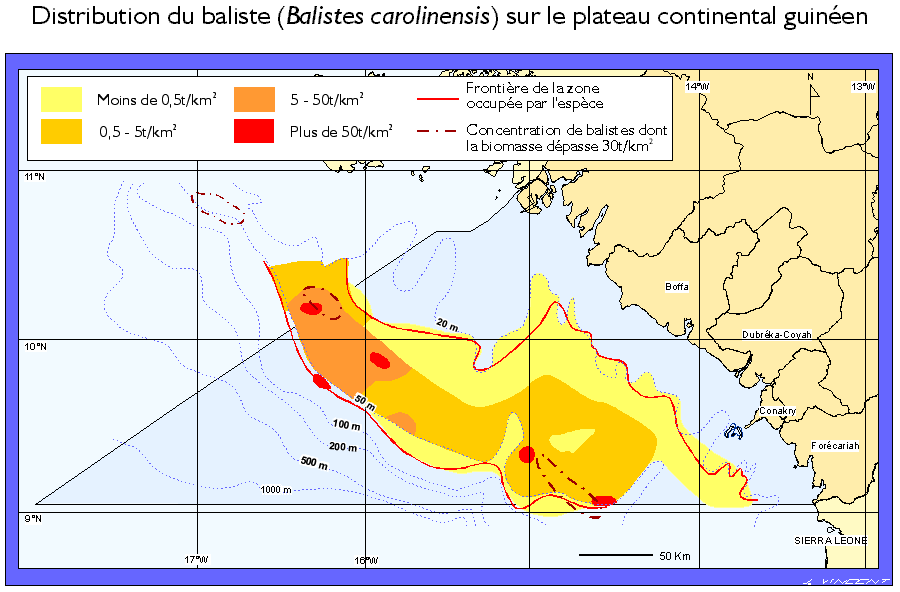 Distribution du baliste (Balistes carolinensis) sur le plateau continental guinéen
Moins de 0,5t/km²
0,5 - 5t/km²
5 - 50t/km²
Plus de 50t/km²
Frontière de la zone
occupée par l'espèce
Concentration de balistes dont
la biomasse dépasse 30t/km²
14°W
N
13°W
11°N
Boffa
20 m
Dubréka-Coyah
10°N
50 m
Conakry
100 m
200 m
Forécariah
500 m
1000 m
9°N
SIERRA LEONE
17°W
16°W
50 Km
J. VINCENT